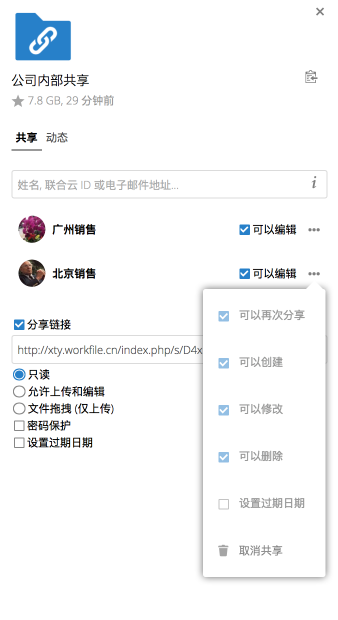 公司内部共享
7.8 GB, 29 分钟前
共享 动态
姓名, 联合云 ID 或电子邮件地址...
广州销售 可以编辑
北京销售 可以编辑
分享链接
http://xty.workfile.cn/index.php/s/D4x
只读
允许上传和编辑
文件拖拽 (仅上传)
密码保护
设置过期日期
可以再次分享
可以创建
可以修改
可以删除
设置过期日期
取消共享